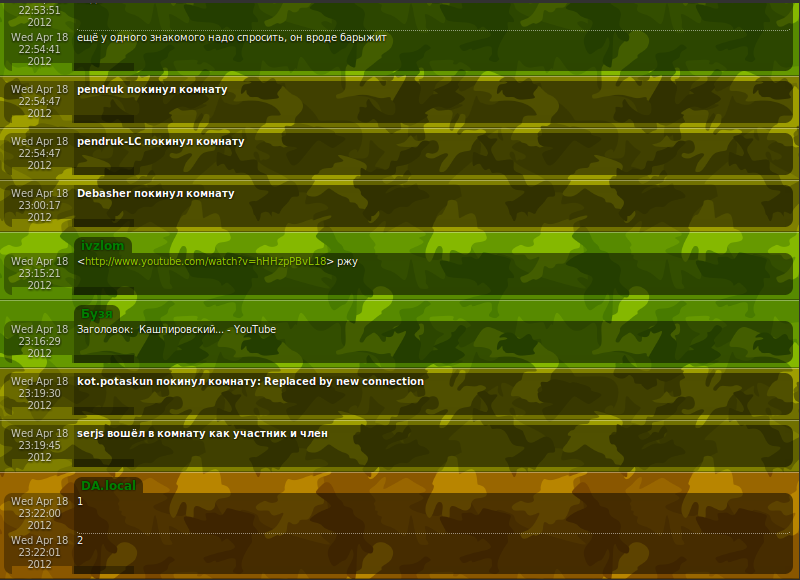 22:53:51
2012
Wed Apr 18
22:54:41
2012
ещё у одного знакомого надо спросить, он вроде барыжит
Wed Apr 18
22:54:47
2012
pendruk покинул комнату
Wed Apr 18
22:54:47
2012
pendruk-LC покинул комнату
Wed Apr 18
23:00:17
2012
Debasher покинул комнату
ivzlom
Wed Apr 18
23:15:21
2012
<http://www.youtube.com/watch?v=hHHzpPBvL18> ржу
Бузя
Wed Apr 18
23:16:29
2012
Заголовок:  Кашпировский... - YouTube
Wed Apr 18
23:19:30
2012
kot.potaskun покинул комнату: Replaced by new connection
Wed Apr 18
23:19:45
2012
serjs вошёл в комнату как участник и член
DA.local
Wed Apr 18
23:22:00
2012
1
Wed Apr 18
23:22:01
2012
2